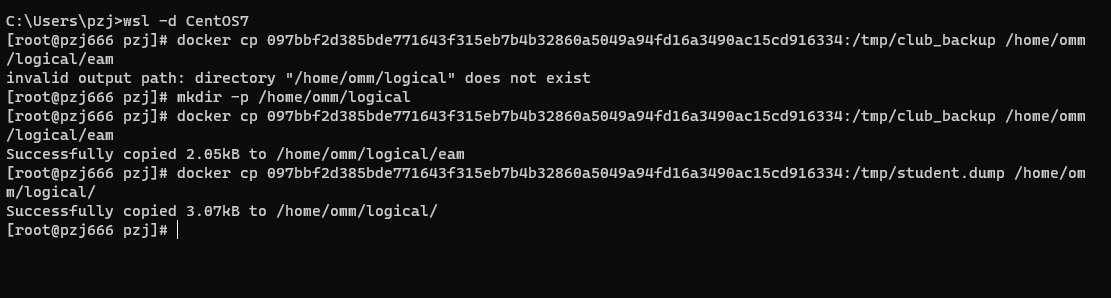 C:\Users\pzj>wsl -d CentOS7
[root@pzj666 pzj]# docker cp 097bbf2d385bde771643f315eb7b4b32860a5049a94fd16a3490ac15cd916334:/tmp/club_backup /home/omm
/logical/eam
invalid output path: directory "/home/omm/logical" does not exist
[root@pzj666 pzj]# mkdir -p /home/omm/logical
[root@pzj666 pzj]# docker cp 097bbf2d385bde771643f315eb7b4b32860a5049a94fd16a3490ac15cd916334:/tmp/club_backup /home/omm
/logical/eam
Successfully copied 2.05kB to /home/omm/logical/eam
[root@pzj666 pzj]# docker cp 097bbf2d385bde771643f315eb7b4b32860a5049a94fd16a3490ac15cd916334:/tmp/student.dump /home/om
m/logical/
Successfully copied 3.07kB to /home/omm/logical/
[root@pzj666 pzj]#